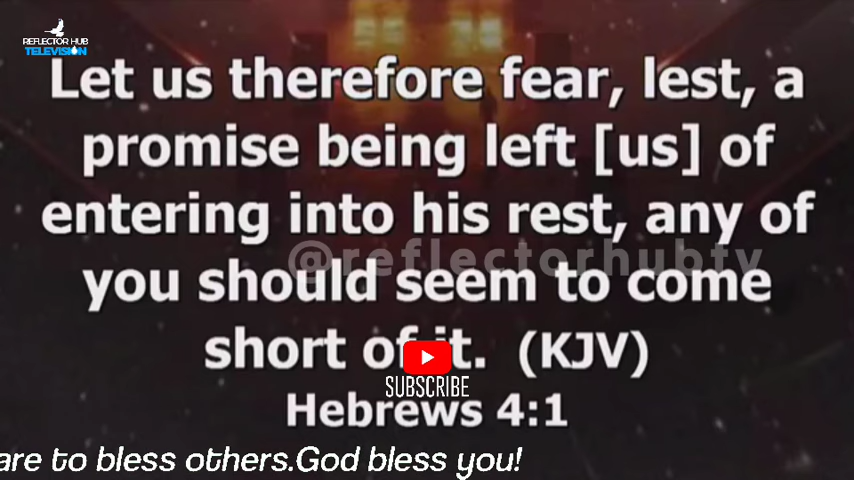 REFLECTOR HUB
TELEVISION
Let us therefore fear, lest, a
promise being left [us] of
entering into his rest, any of
@reflectorhubtv
you should seem to come
short of it. (KJV)
SUBSCRIBE
Hebrews 4:1
are to bless others.God bless you!